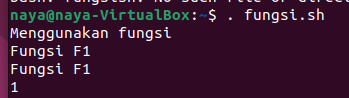 naya@naya-VirtualBox:~$ . fungsi.sh
Menggunakan fungsi
Fungsi F1
Fungsi F1
1